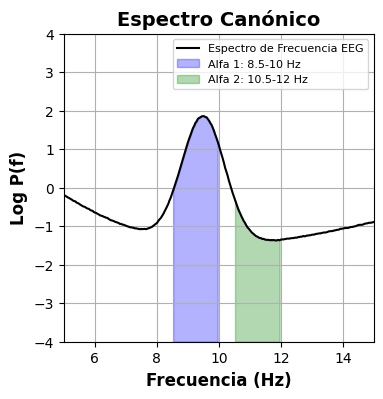 Espectro Canónico
Espectro de Frecuencia EEG
Alfa 1: 8.5-10 Hz
Alfa 2: 10.5-12 Hz
Log P(f)
4
3
2
1
0
−1
−2
−3
−4
6 8 10 12 14
Frecuencia (Hz)